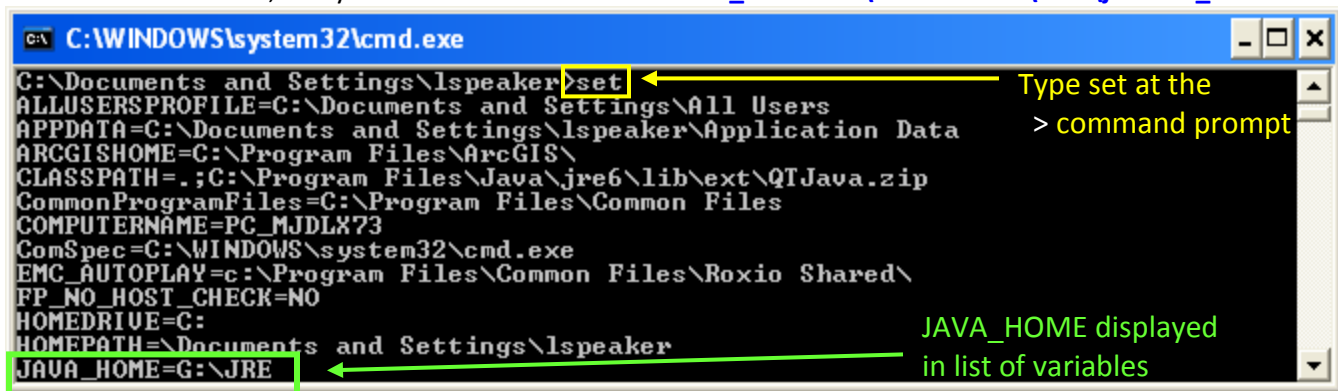 C:\WINDOWS\system32\cmd.exe
C:\Documents and Settings\lspeaker>set
Type set at the
> command prompt
ALLUSERSPROFILE=C:\Documents and Settings\All Users
APPDATA=C:\Documents and Settings\lspeaker\Application Data
ARCGISHOME=C:\Program Files\ArcGIS\
CLASSPATH=.;C:\Program Files\Java\jre6\lib\ext\QTJava.zip
CommonProgramFiles=C:\Program Files\Common Files
COMPUTERNAME=PC_MJDLX73
ComSpec=C:\WINDOWS\system32\cmd.exe
EMC_AUTOPLAY=c:\Program Files\Common Files\Roxio Shared\
FP_NO_HOST_CHECK=NO
HOMEDRIVE=C:
HOMEPATH=\Documents and Settings\lspeaker
JAVA_HOME=G:\JRE
JAVA_HOME displayed
in list of variables